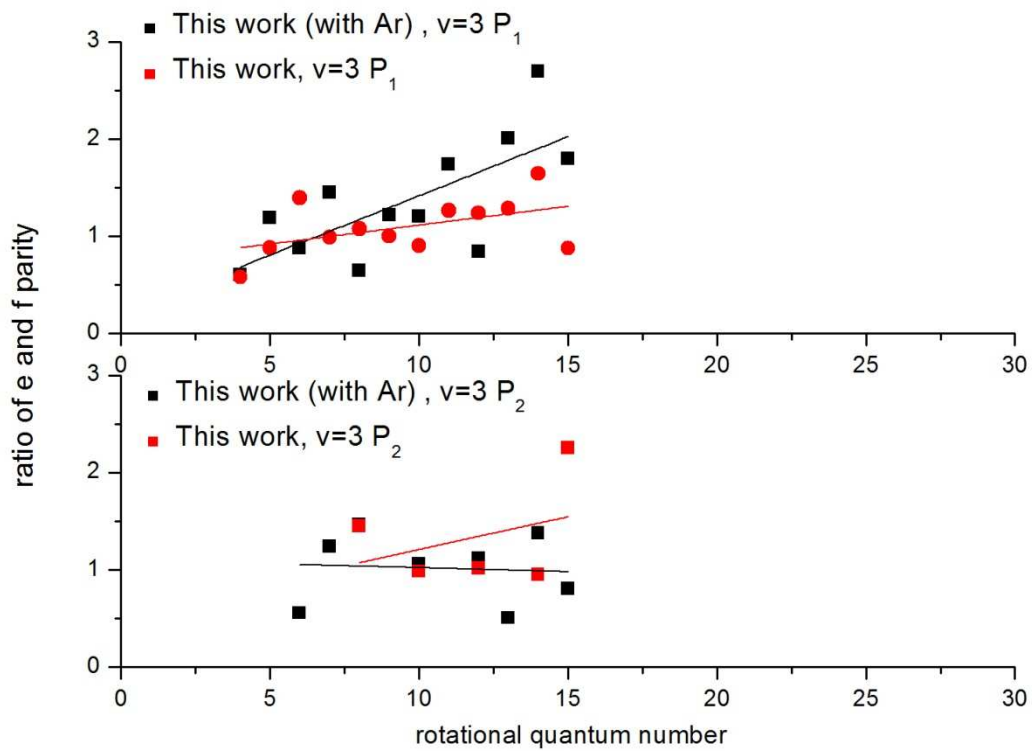 This work (with Ar) , v=3 P₁
This work, v=3 P₁
3
2
1
0
0 5 10 15 20 25 30
This work (with Ar) , v=3 P₂
This work, v=3 P₂
3
2
1
0
0 5 10 15 20 25 30
ratio of e and f parity
rotational quantum number